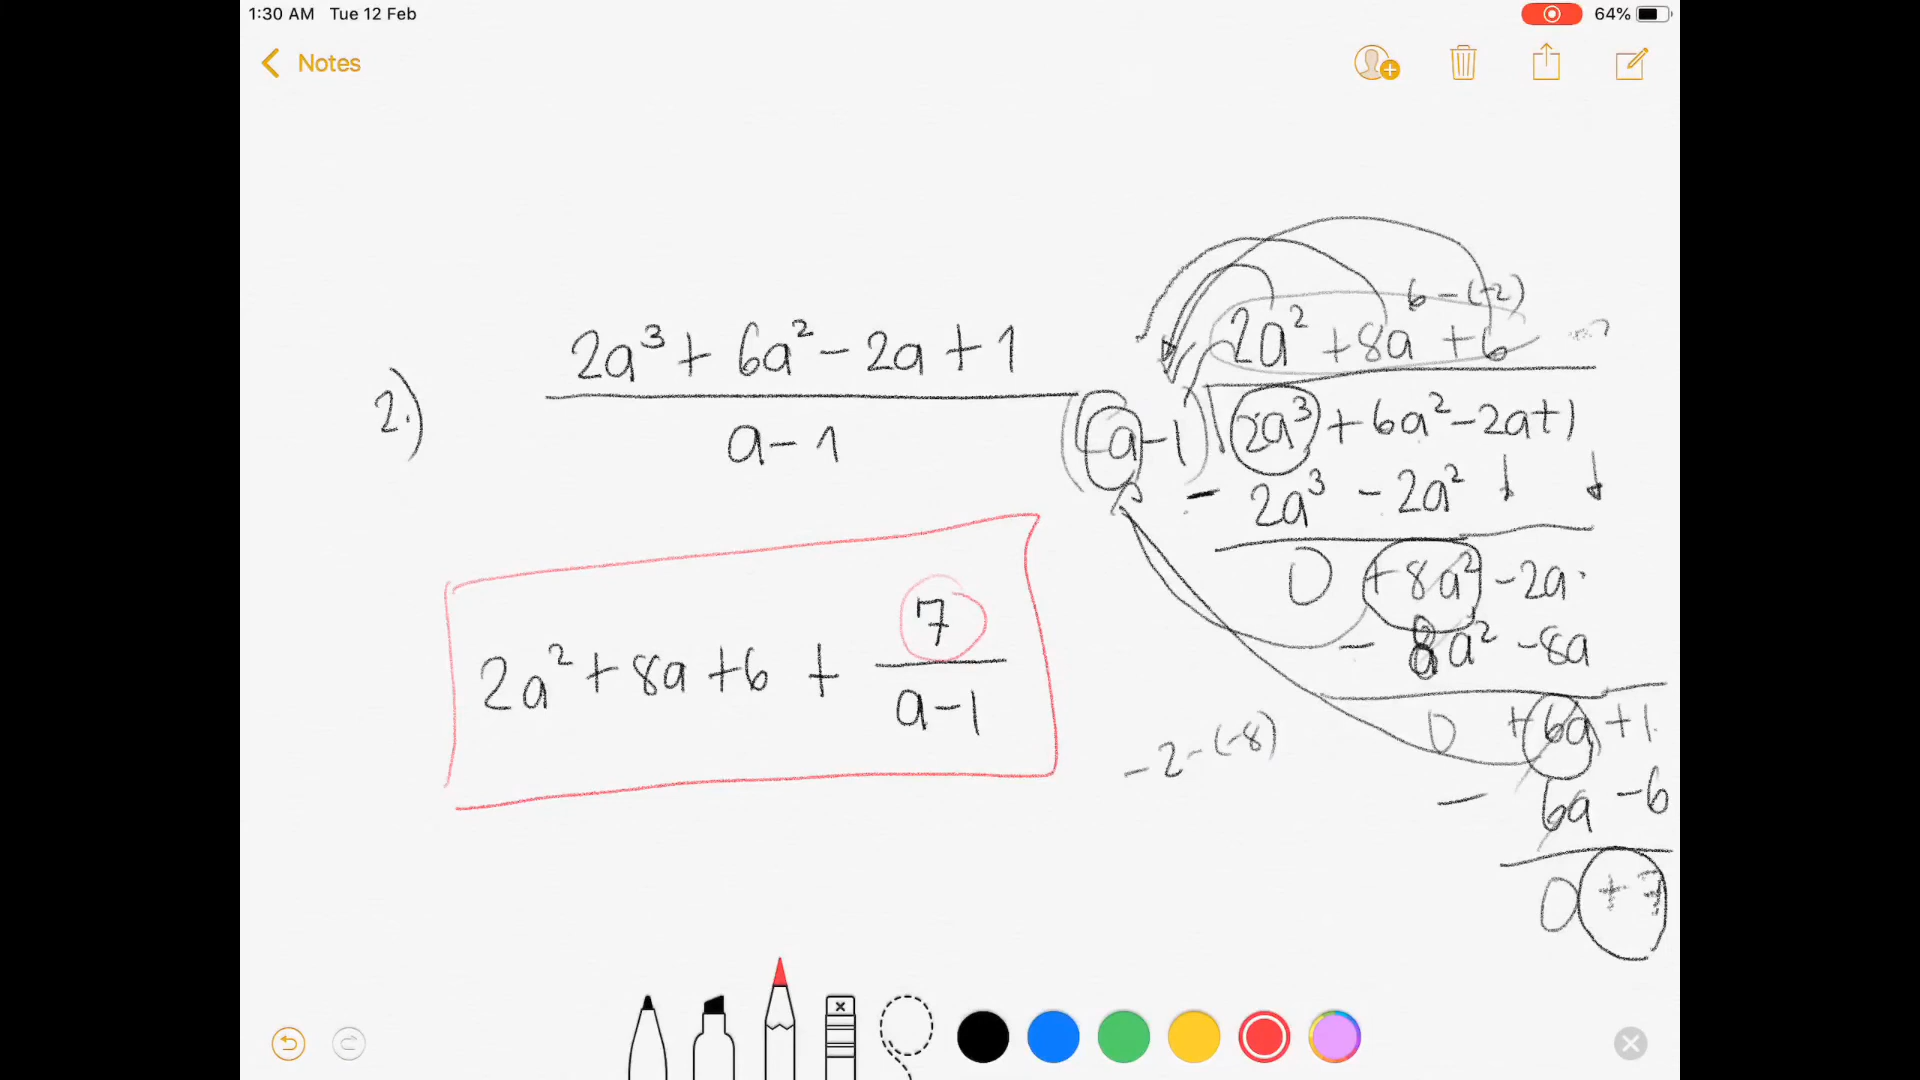 1:30 AM Tue 12 Feb
64%
Notes
2.)
2a³ + 6a² - 2a + 1
a - 1
6 - (-2)
2a² + 8a + 6
(a - 1)
2a³ + 6a² - 2a + 1
- 2a³ - 2a²
0 + 8a² - 2a
- 8a² - 8a
0 + 6a + 1
- 6a - 6
0 + 7
-2 - (-8)
2a² + 8a + 6 + 7
a - 1